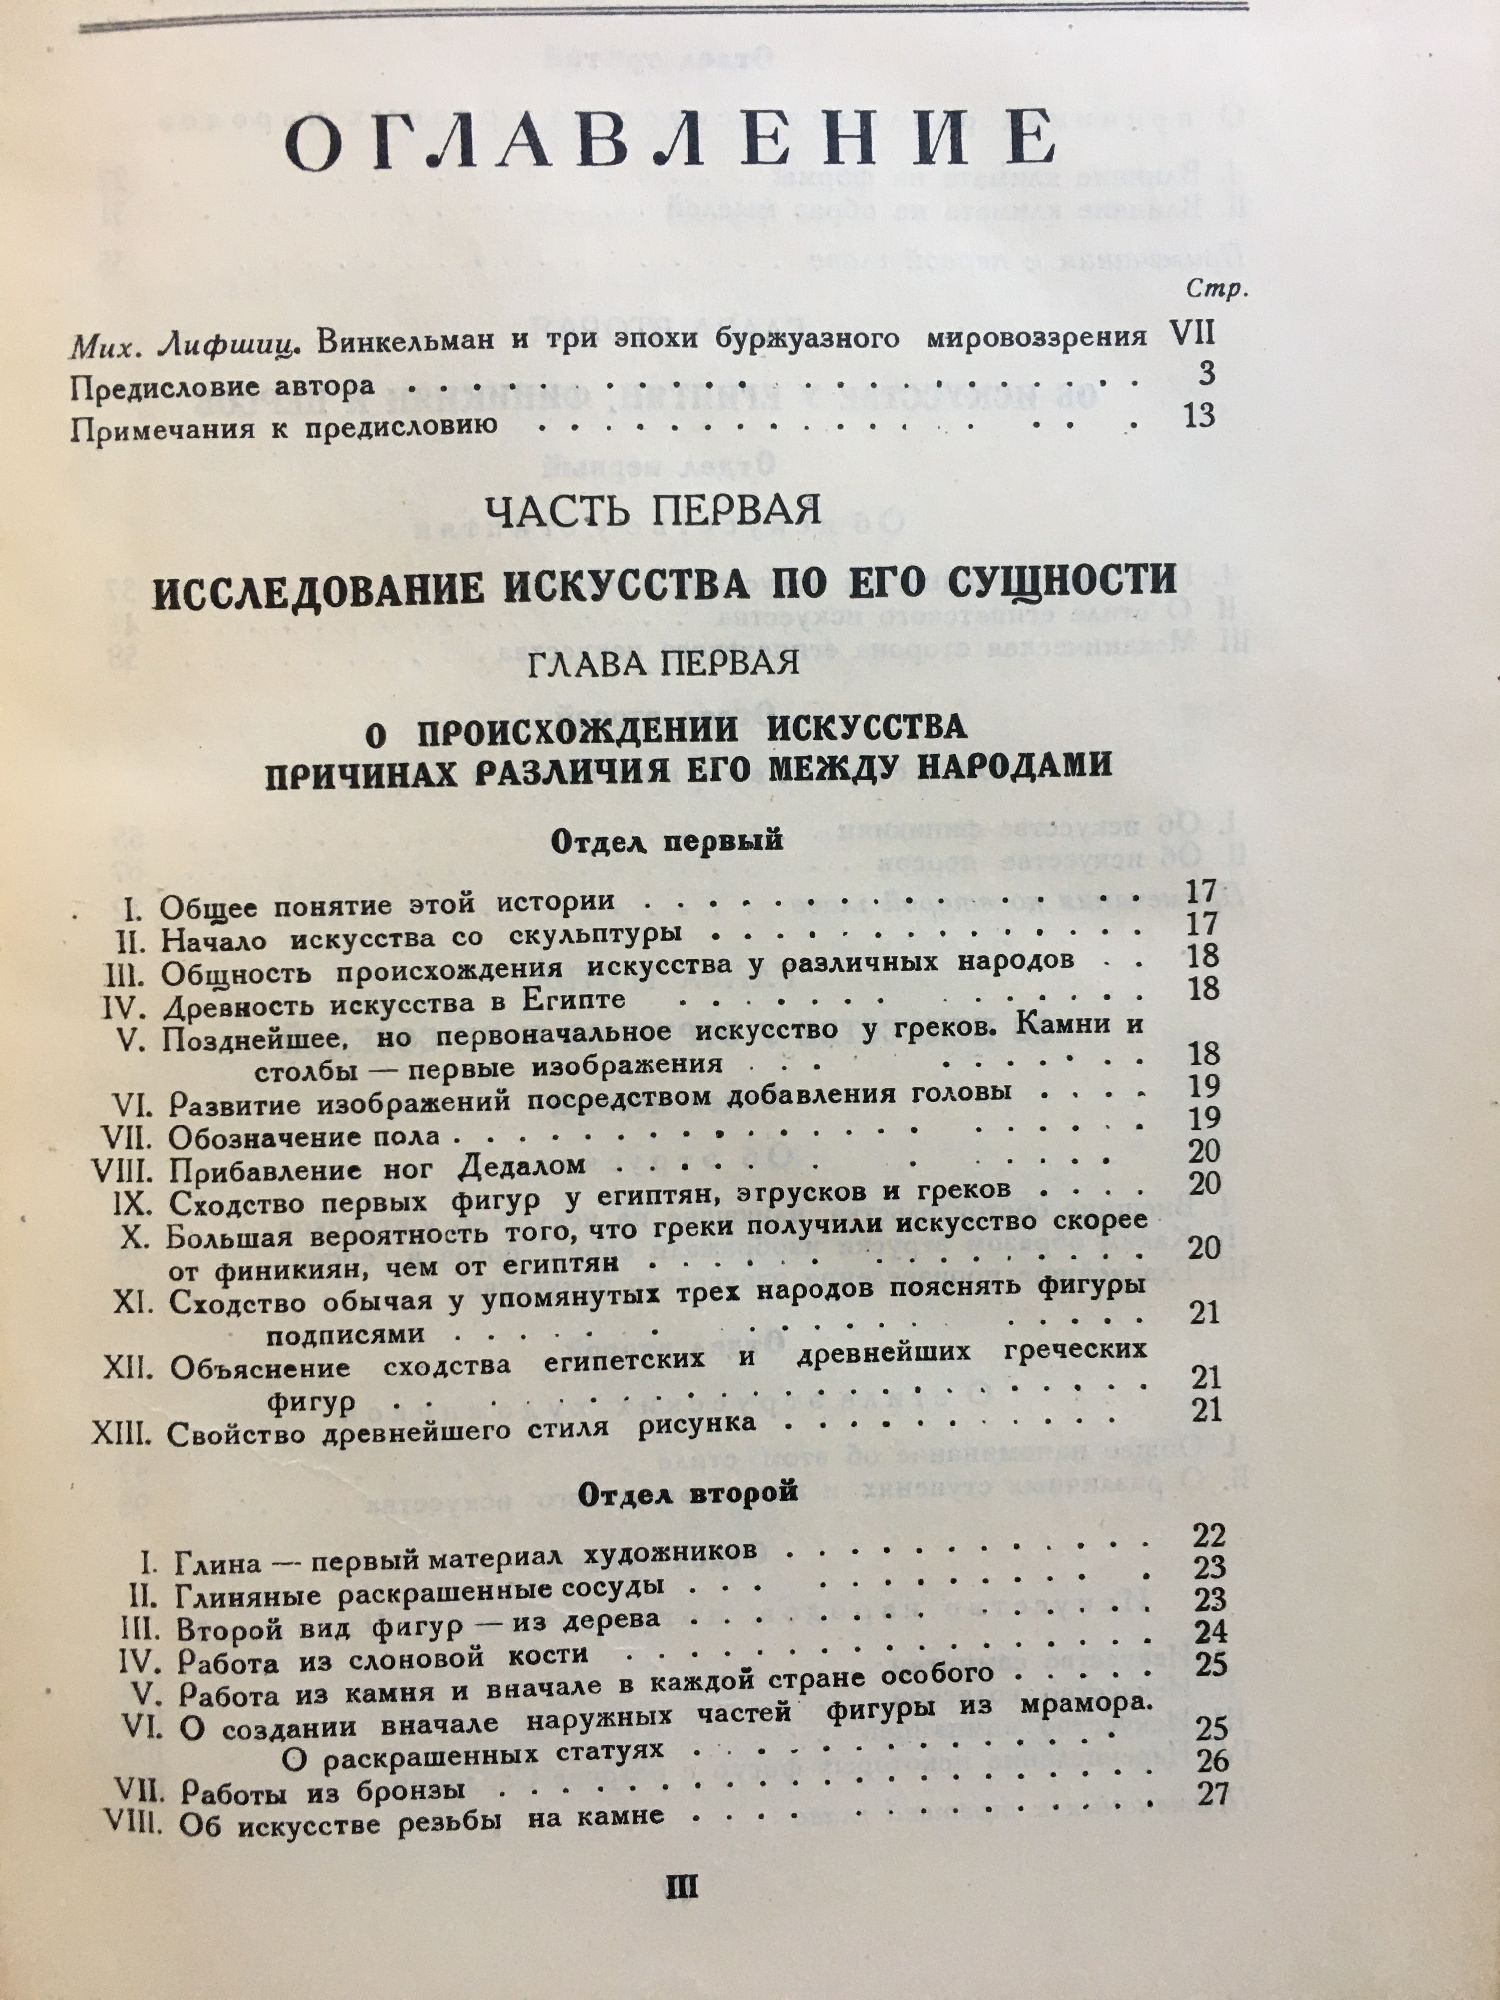 ОГЛАВЛЕНИЕ
Стр.
Мих. Лифшиц. Винкельман и три эпохи буржуазного мировоззрения VII
Предисловие автора . . . . . . . . . . . . . . . . . . . . . . 3
Примечания к предисловию . . . . . . . . . . . . . . . . . 13
ЧАСТЬ ПЕРВАЯ
ИССЛЕДОВАНИЕ ИСКУССТВА ПО ЕГО СУЩНОСТИ
ГЛАВА ПЕРВАЯ
О ПРОИСХОЖДЕНИИ ИСКУССТВА
ПРИЧИНАХ РАЗЛИЧИЯ ЕГО МЕЖДУ НАРОДАМИ
Отдел первый
I. Общее понятие этой истории . . . . . . . . . . . . . . . 17
II. Начало искусства со скульптуры . . . . . . . . . . . . . . 17
III. Общность происхождения искусства у различных народов . . 18
IV. Древность искусства в Египте . . . . . . . . . . . . . 18
V. Позднейшее, но первоначальное искусство у греков. Камни и
столбы — первые изображения . . . . . . . . . . 18
VI. Развитие изображений посредством добавления головы . . . . 19
VII. Обозначение пола . . . . . . . . . . . . . . . . . . . . 19
VIII. Прибавление ног Дедалом . . . . . . . . . . . . . 20
IX. Сходство первых фигур у египтян, этрусков и греков . . . . 20
X. Большая вероятность того, что греки получили искусство скорее
от финикиян, чем от египтян . . . . . . . . . . . . . . . 20
XI. Сходство обычая у упомянутых трех народов пояснять фигуры
подписями . . . . . . . . . . . . . . . . . 21
XII. Объяснение сходства египетских и древнейших греческих
фигур . . . . . . . . . . . . . . . . . . . . . . 21
XIII. Свойство древнейшего стиля рисунка . . . . . . . . . . . 21
Отдел второй
I. Глина — первый материал художников . . . . . . . . . . . . 22
II. Глиняные раскрашенные сосуды . . . . . . . . . . . . . 23
III. Второй вид фигур — из дерева . . . . . . . . . . . . . . . 23
IV. Работа из слоновой кости . . . . . . . . . . . . . . . . . 24
V. Работа из камня и вначале в каждой стране особого . . . . . 25
VI. О создании вначале наружных частей фигуры из мрамора.
О раскрашенных статуях . . . . . . . . . . . . . 25
VII. Работы из бронзы . . . . . . . . . . . . . . . . . . . . . 26
VIII. Об искусстве резьбы на камне . . . . . . . . . . . . . . 27
III